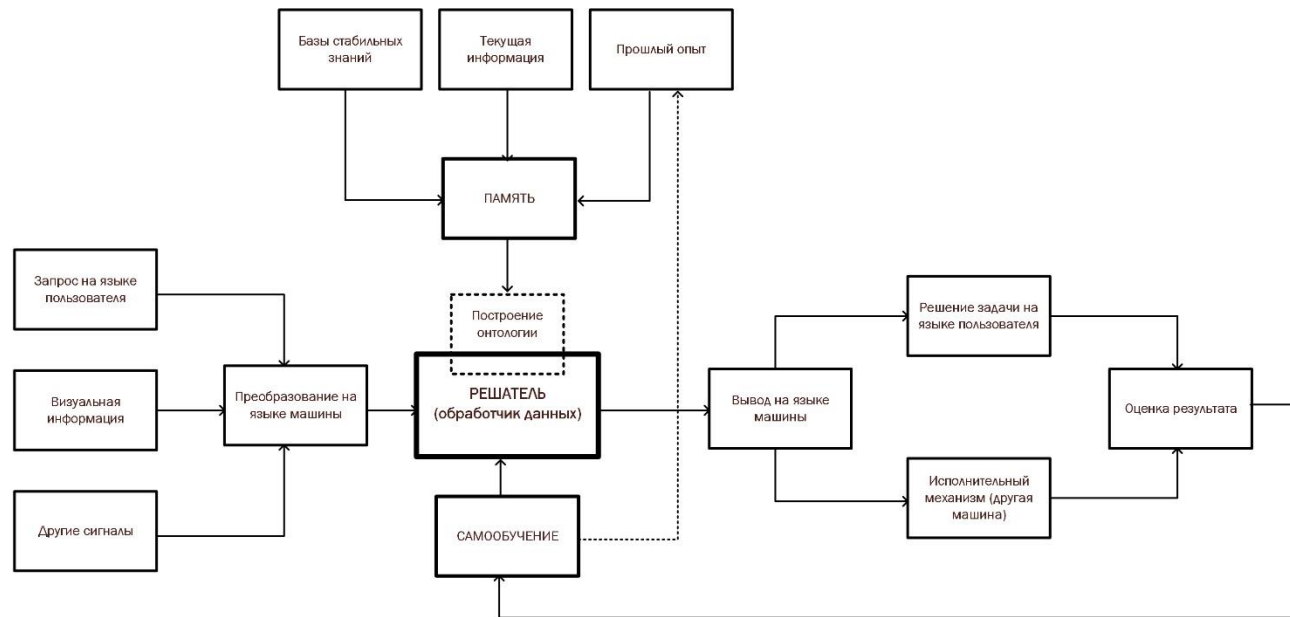 Базы стабильных
знаний
Текущая
информация
Прошлый опыт
ПАМЯТЬ
Запрос на языке
пользователя
Построение
онтологии
Решение задачи на
языке пользователя
Визуальная
информация
Преобразование на
языке машины
РЕШАТЕЛЬ
(обработчик данных)
Вывод на языке
машины
Оценка результата
Другие сигналы
САМООБУЧЕНИЕ
Исполнительный
механизм (другая
машина)